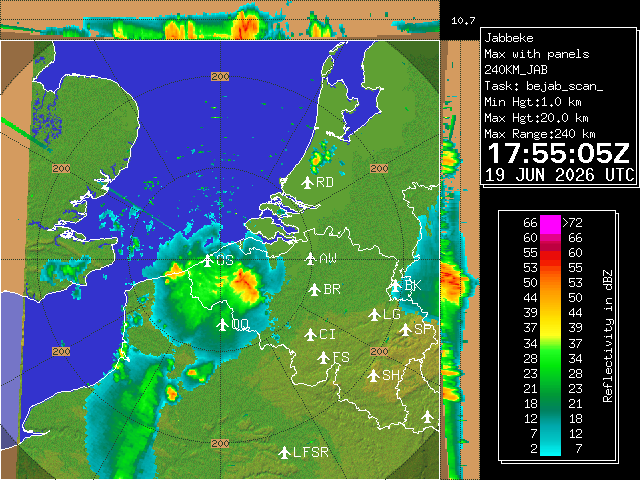 10.7
Jabbeke
Max with panels
240KM_JAB
Task: bejab_scan_
Min Hgt:1.0 km
Max Hgt:20.0 km
Max Range:240 km
17:55:05Z
19 JUN 2026 UTC
200
200
200
RD
OS
AW
BR
BK
LG
QQ
CI
SP
200
200
FS
SH
200
LFSR
66 >72
60 66
55 60
53 55
50 53
44 50
40 44
39 40
37 39
34 37
28 34
23 28
21 23
18 21
12 18
7 12
2 7
Reflectivity in dBZ